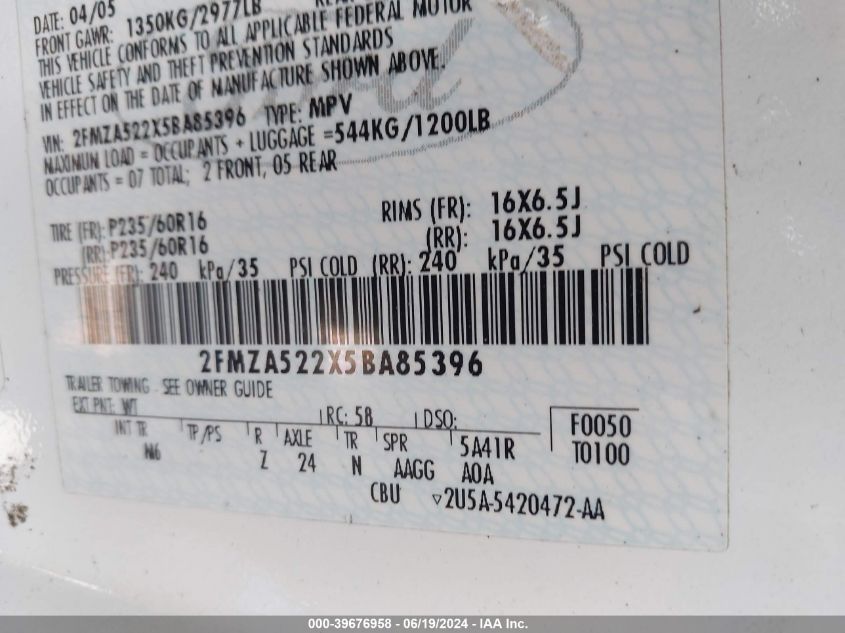 DATE: 04/05
FRONT GAWR: 1350KG/2977LB
THIS VEHICLE CONFORMS TO ALL APPLICABLE FEDERAL MOTOR
VEHICLE SAFETY AND THEFT PREVENTION STANDARDS
IN EFFECT ON THE DATE OF MANUFACTURE SHOWN ABOVE.
VIN: 2FMZA522X5BA85396 TYPE: MPV
MAXIMUM LOAD = OCCUPANTS + LUGGAGE =544KG/1200LB
OCCUPANTS = 07 TOTAL; 2 FRONT, 05 REAR
TIRE (FR): P235/60R16 RIMS (FR): 16X6.5J
(RR): P235/60R16 (RR): 16X6.5J
PRESSURE (FR): 240 kPa/35 PSI COLD (RR): 240 kPa/35 PSI COLD
2FMZA522X5BA85396
TRAILER TOWING - SEE OWNER GUIDE
EXT PNT: WT RC: 58 DSO: F0050
INT TR TP/PS R AXLE TR SPR 5A41R T0100
N6 Z 24 N AAGG A0A
CBU ▽2U5A-5420472-AA
000-39676958 - 06/19/2024 - IAA Inc.